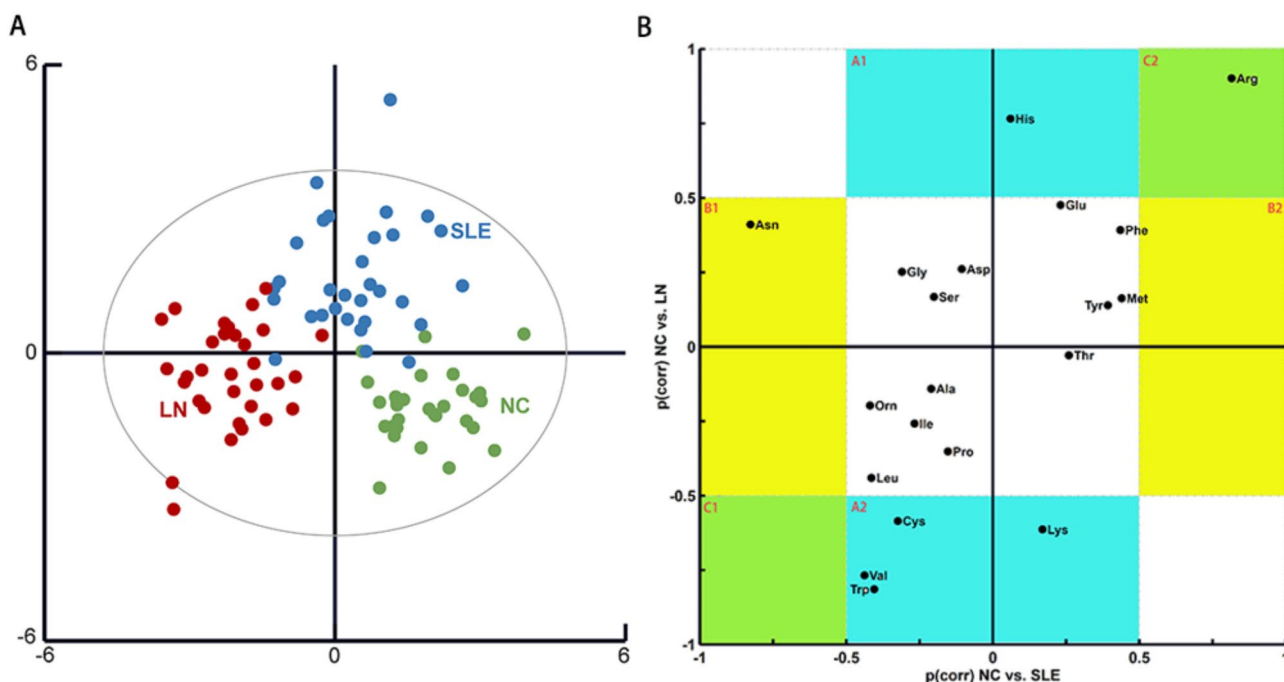 A
6
0
-6
-6
0
6
SLE
LN
NC
B
1
0.5
0
-0.5
-1
-1
-0.5
0
0.5
1
p(corr) NC vs. LN
p(corr) NC vs. SLE
A1
C2
Arg
His
B1
B2
Asn
Glu
Phe
Gly
Asp
Ser
Met
Tyr
Thr
Ala
Orn
Ile
Pro
Leu
C1
A2
Cys
Lys
Val
Trp